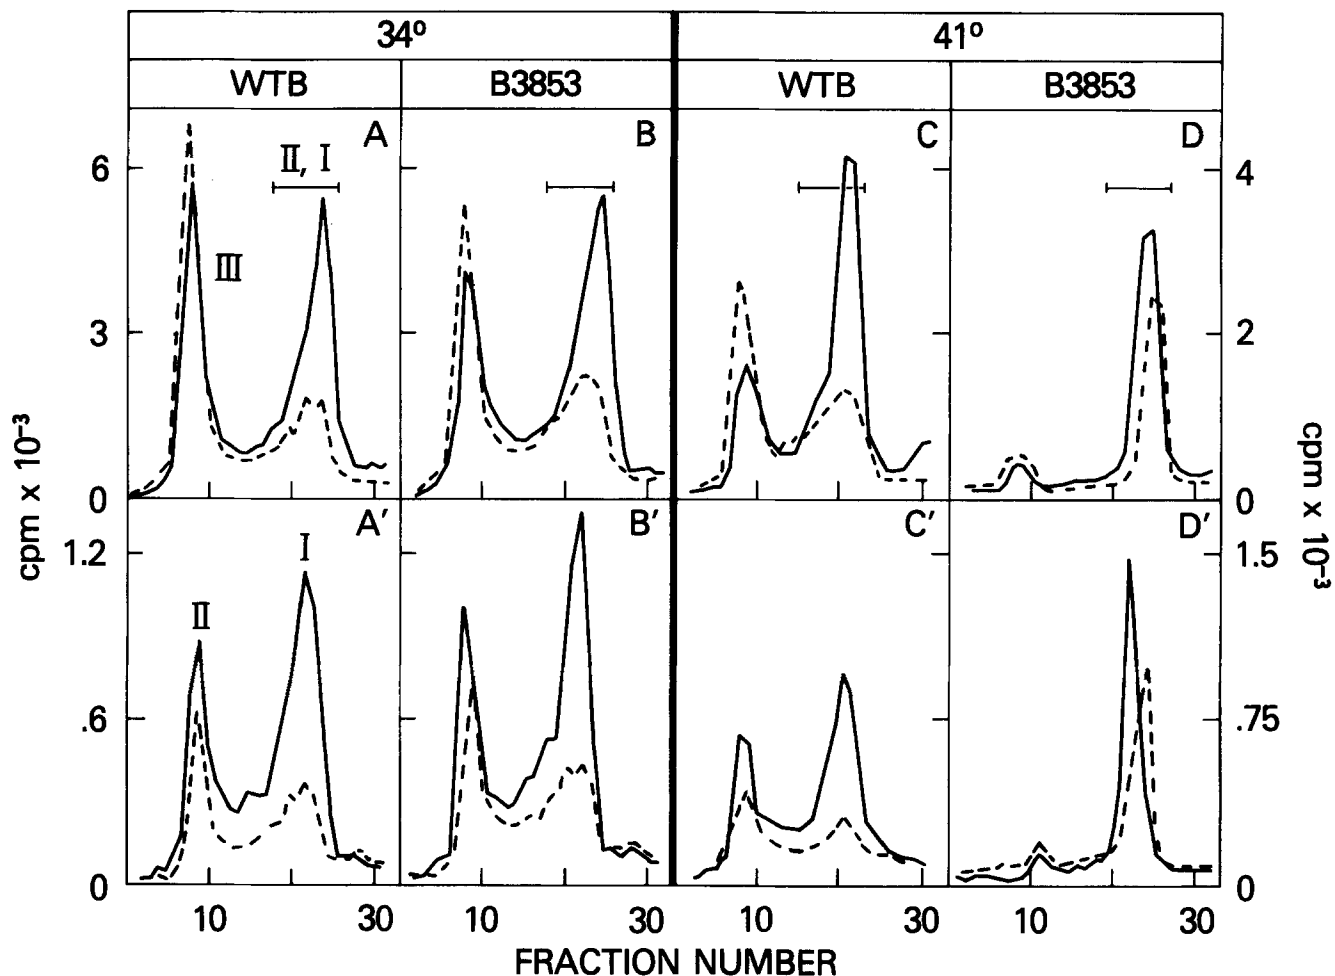 34° 41°
WTB B3853 WTB B3853
A B C D
II, I
6 4
III
3 2
cpm x 10⁻³
0 0
cpm x 10⁻³
A′ B′ C′ D′
I
1.2 1.5
II
.6 .75
0 0
10 30 10 30 10 30 10 30
FRACTION NUMBER